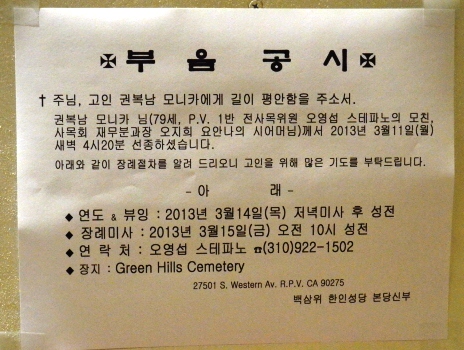 ✠부음 공시✠
✝ 주님, 고인 권복남 모니카에게 길이 평안함을 주소서.
권복남 모니카 님(79세, P.V. 1반 전사목위원 오영섭 스테파노의 모친,
사목회 재무분과장 오지희 요안나의 시어머님)께서 2013년 3월11일(월)
새벽 4시20분 선종하셨습니다.
아래와 같이 장례절차를 알려 드리오니 고인을 위해 많은 기도를 부탁드립니다.
- 아 래 -
◆ 연도 & 뷰잉 : 2013년 3월14일(목) 저녁미사 후 성전
◆ 장례미사 : 2013년 3월15일(금) 오전 10시 성전
◆ 연 락 처 : 오영섭 스테파노 ☎(310)922-1502
◆ 장지 : Green Hills Cemetery
27501 S. Western Av. R.P.V. CA 90275
백삼위 한인성당 본당신부